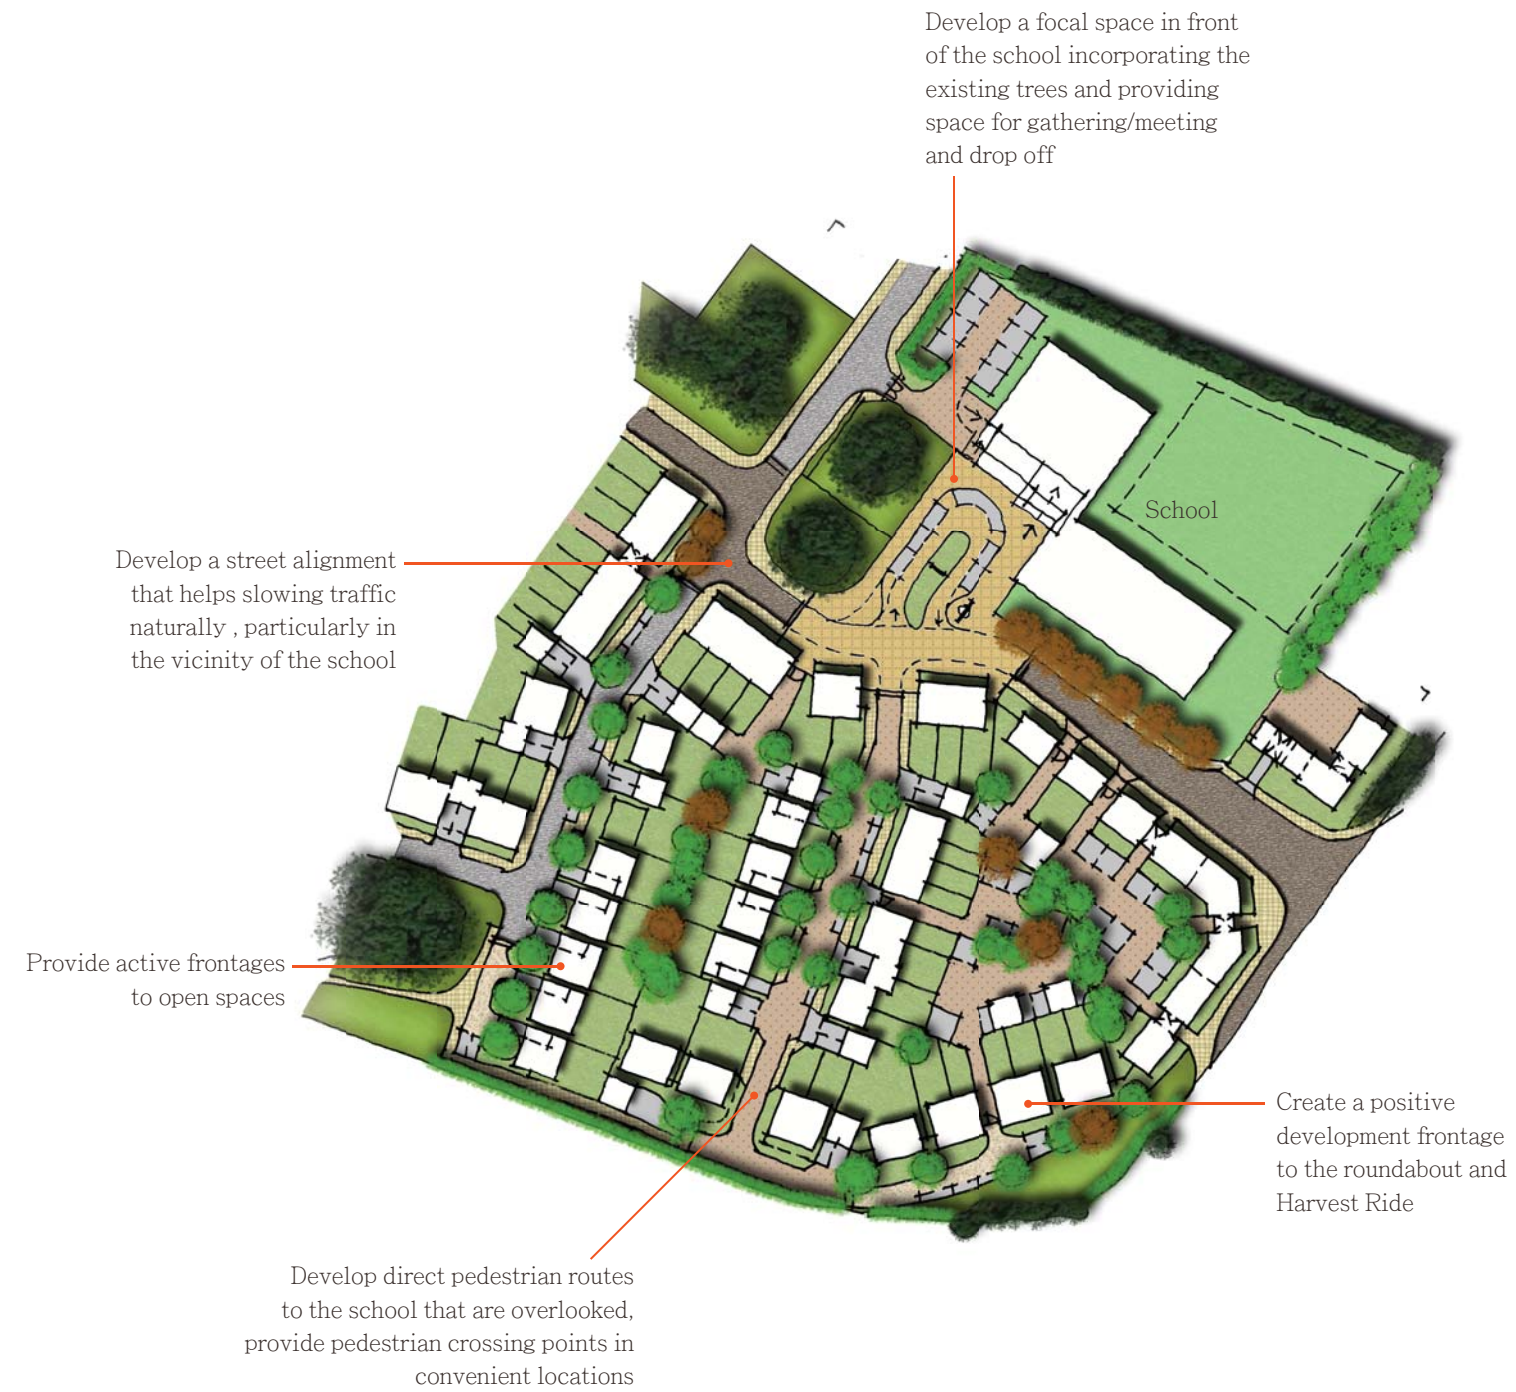 Develop a focal space in front
of the school incorporating the
existing trees and providing
space for gathering/meeting
and drop off
School
Develop a street alignment
that helps slowing traffic
naturally , particularly in
the vicinity of the school
Provide active frontages
to open spaces
Create a positive
development frontage
to the roundabout and
Harvest Ride
Develop direct pedestrian routes
to the school that are overlooked,
provide pedestrian crossing points in
convenient locations